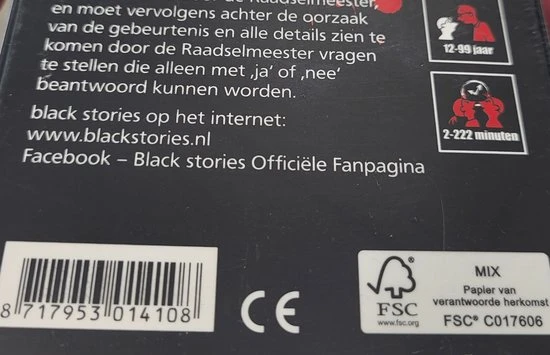 de Raadselmeester,
en moet vervolgens achter de oorzaak
van de gebeurtenis en alle details zien te
komen door de Raadselmeester vragen
te stellen die alleen met ‚ja‘ of ‚nee‘
beantwoord kunnen worden.
black stories op het internet:
www.blackstories.nl
Facebook – Black stories Officiële Fanpagina
12-99 jaar
2-222 minuten
8 717953 014108
CE
FSC
www.fsc.org
MIX
Papier van
verantwoorde herkomst
FSC® C017606